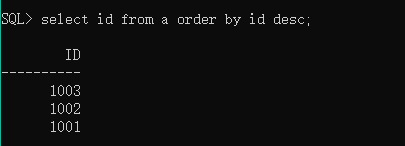 SQL> select id from a order by id desc;
ID
----------
1003
1002
1001